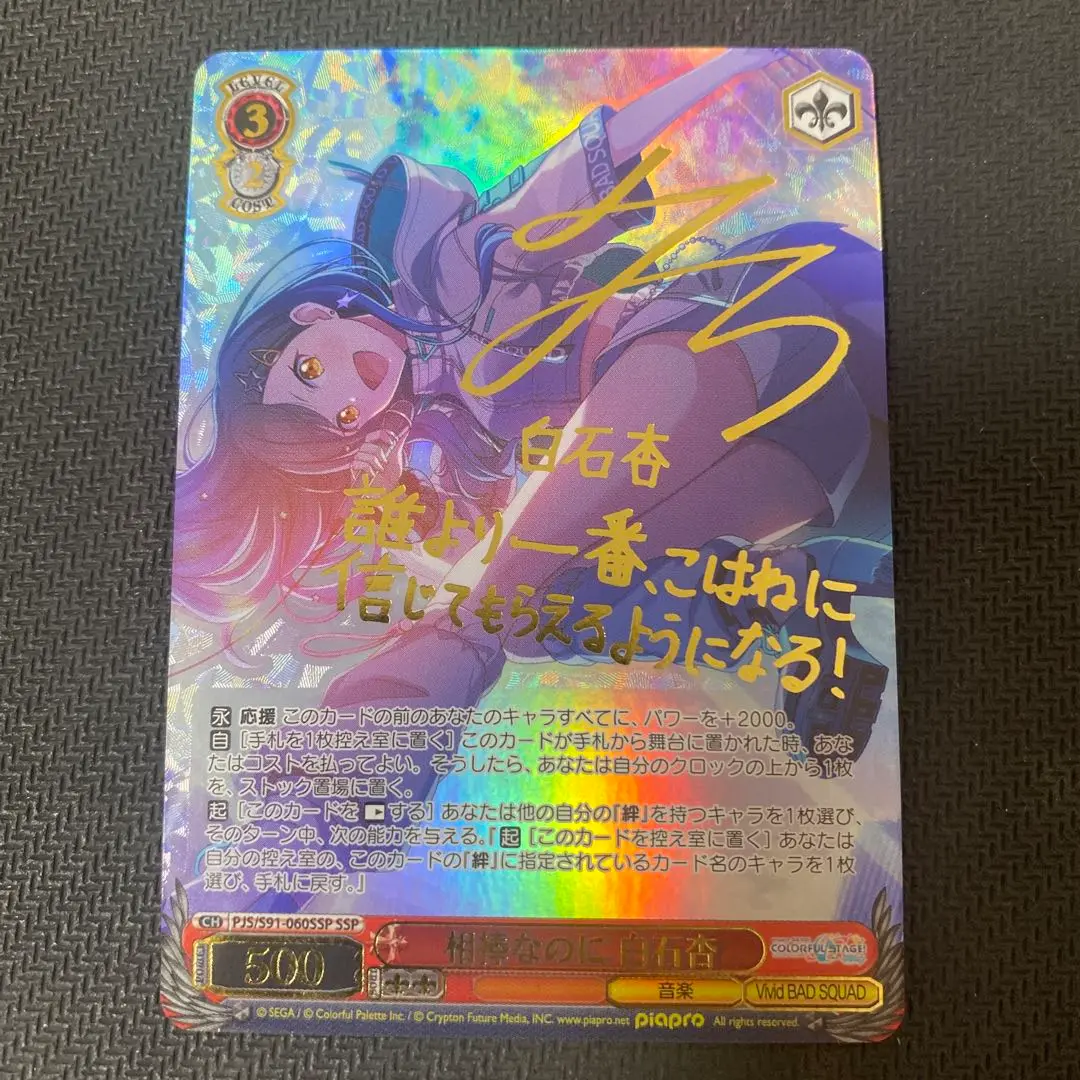 LEVEL
3
2
COST
BAD SQUAD
白石杏
誰より一番、こはねに
信じてもらえるようになる!
永 応援 このカードの前のあなたのキャラすべてに、パワーを+2000。
自 [手札を1枚控え室に置く] このカードが手札から舞台に置かれた時、あな
たはコストを払ってよい。そうしたら、あなたは自分のクロックの上から1枚
を、ストック置場に置く。
起 [このカードを する] あなたは他の自分の「絆」を持つキャラを1枚選び、
そのターン中、次の能力を与える。『起 [このカードを控え室に置く] あなたは
自分の控え室の、このカードの「絆」に指定されているカード名のキャラを1枚
選び、手札に戻す。』
CH PJS/S91-060SSP SSP
相棒なのに 白石杏
COLORFUL STAGE!
POWER 500
音楽 Vivid BAD SQUAD
© SEGA / © Colorful Palette Inc. / © Crypton Future Media, INC. www.piapro.net piapro All rights reserved.